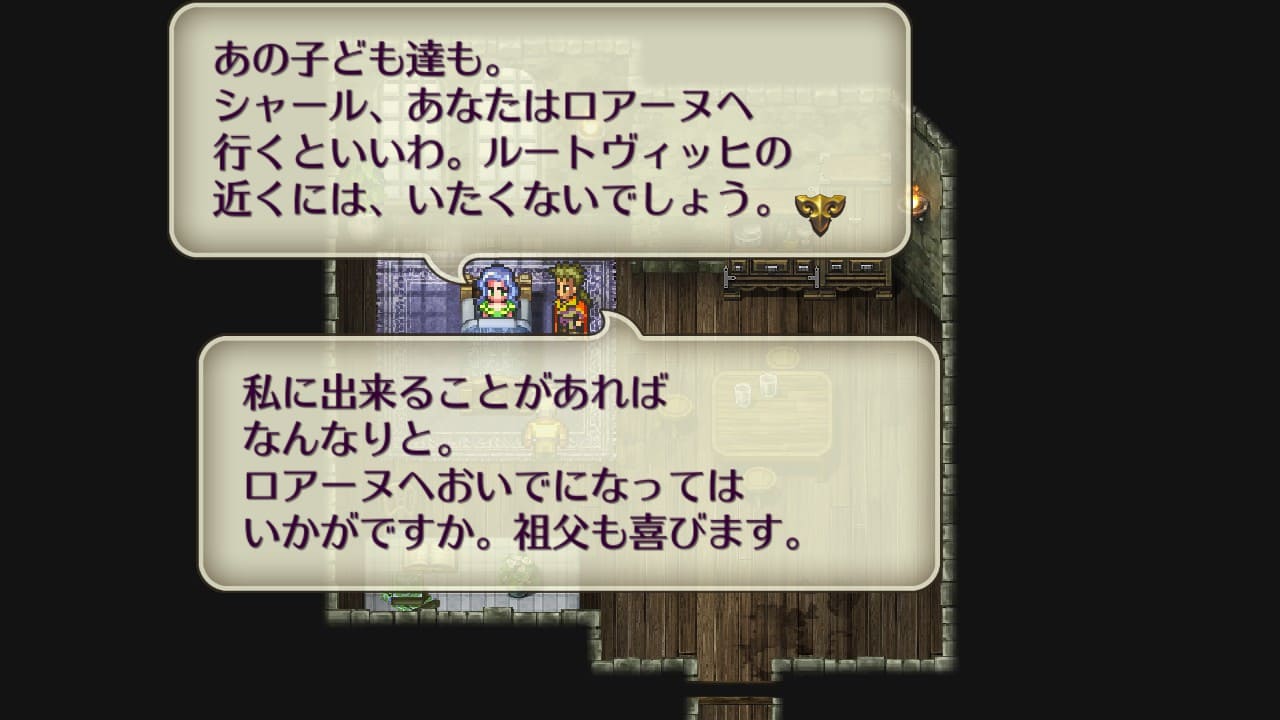 あの子ども達も。
シャール、あなたはロアーヌへ
行くといいわ。ルートヴィッヒの
近くには、いたくないでしょう。
私に出来ることがあれば
なんなりと。
ロアーヌへおいでになっては
いかがですか。祖父も喜びます。